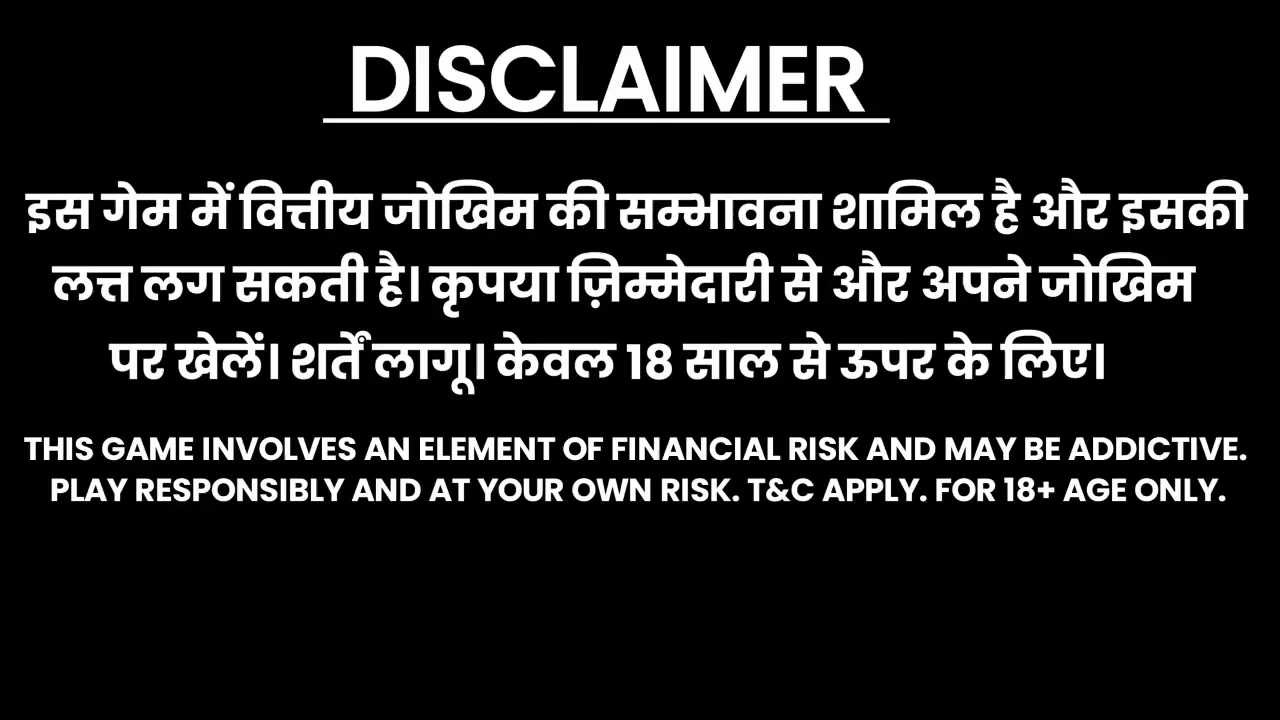 DISCLAIMER
इस गेम में वित्तीय जोखिम की सम्भावना शामिल है और इसकी
लत्त लग सकती है। कृपया ज़िम्मेदारी से और अपने जोखिम
पर खेलें। शर्तें लागू। केवल 18 साल से ऊपर के लिए।
THIS GAME INVOLVES AN ELEMENT OF FINANCIAL RISK AND MAY BE ADDICTIVE.
PLAY RESPONSIBLY AND AT YOUR OWN RISK. T&C APPLY. FOR 18+ AGE ONLY.